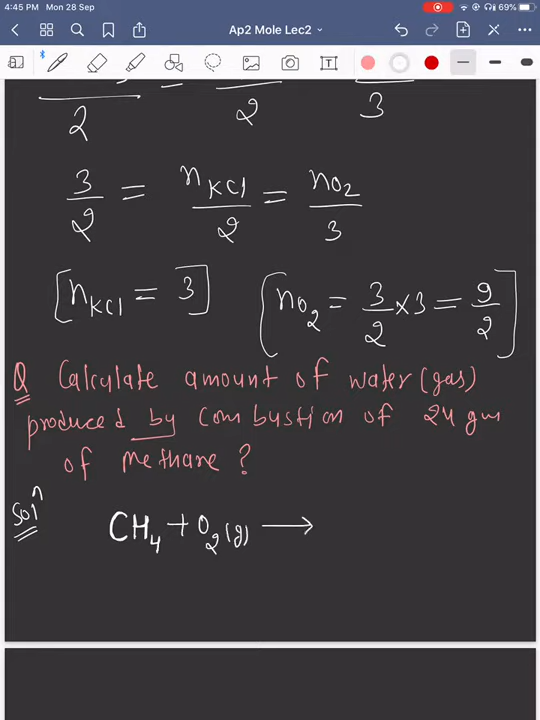 4:45 PM Mon 28 Sep
69%
Ap2 Mole Lec2
2 = 2 3
3/2 = nKCl/2 = nO2/3
[nKCl = 3] [nO2 = 3/2 × 3 = 9/2]
Q Calculate amount of water (gas)
produced by combustion of 24 gm
of methane ?
Solⁿ
CH4 + O2(g) ⟶